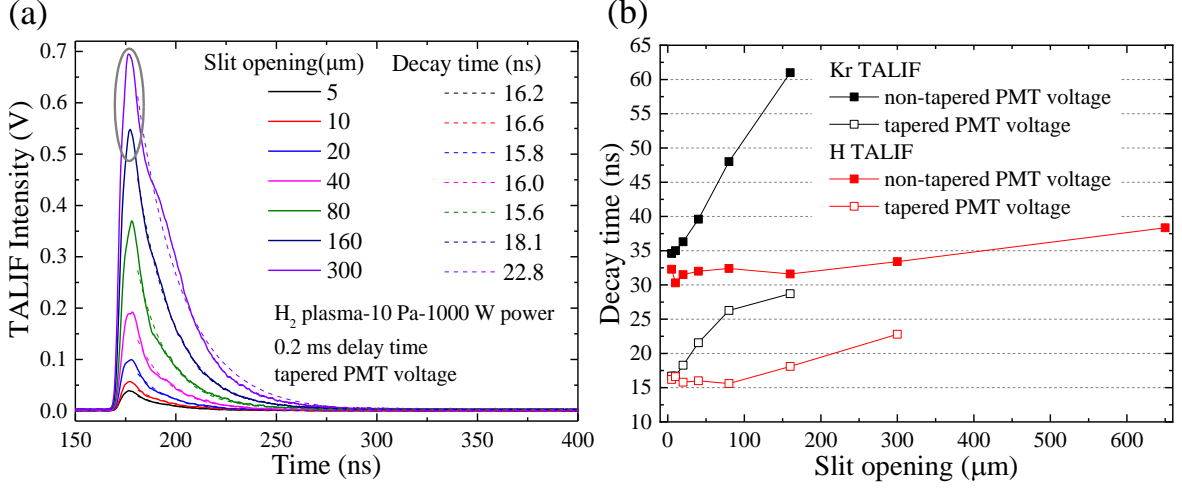 (a)
0.7
0.6
0.5
0.4
0.3
0.2
0.1
0.0
TALIF Intensity (V)
150 200 250 300 350 400
Time (ns)
Slit opening(μm) Decay time (ns)
5 16.2
10 16.6
20 15.8
40 16.0
80 15.6
160 18.1
300 22.8
H2 plasma-10 Pa-1000 W power
0.2 ms delay time
tapered PMT voltage
(b)
65
60
55
50
45
40
35
30
25
20
15
10
Decay time (ns)
0 100 200 300 400 500 600
Slit opening (μm)
Kr TALIF
non-tapered PMT voltage
tapered PMT voltage
H TALIF
non-tapered PMT voltage
tapered PMT voltage